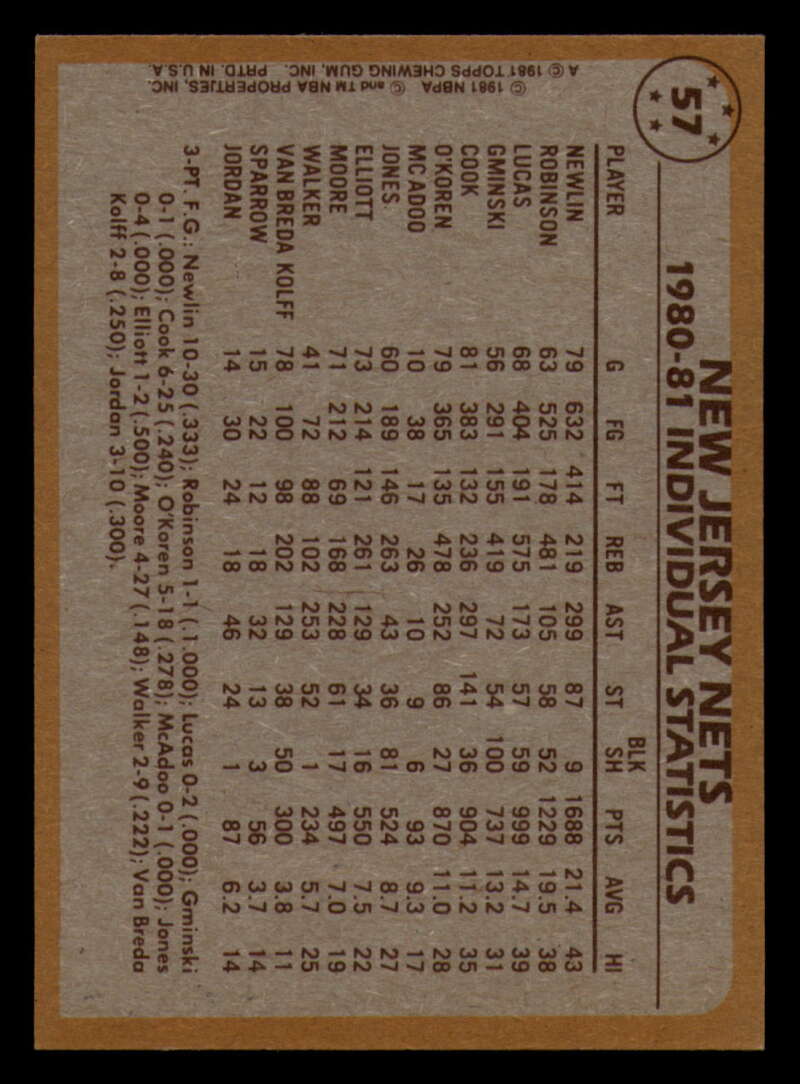 57
NEW JERSEY NETS
1980-81 INDIVIDUAL STATISTICS
PLAYER G FG FT REB AST ST BLK SH PTS AVG HI
NEWLIN 79 632 414 219 299 87 9 1688 21.4 43
ROBINSON 63 525 178 481 105 58 52 1229 19.5 38
LUCAS 68 404 191 575 173 57 59 999 14.7 39
GMINSKI 56 291 155 419 72 54 100 737 13.2 31
COOK 81 383 132 236 297 141 36 904 11.2 35
O'KOREN 79 365 135 478 252 86 27 870 11.0 28
MC ADOO 10 38 17 26 10 9 6 93 9.3 17
JONES 60 189 146 263 43 36 81 524 8.7 27
ELLIOTT 73 214 121 261 129 34 16 550 7.5 22
MOORE 71 212 69 168 228 61 17 497 7.0 19
WALKER 41 72 88 102 253 52 1 234 5.7 25
VAN BREDA KOLFF 78 100 98 202 129 38 50 300 3.8 11
SPARROW 15 22 12 18 32 13 3 56 3.7 14
JORDAN 14 30 24 18 46 24 1 87 6.2 14
3-PT. F.G.: Newlin 10-30 (.333); Robinson 1-1 (.1.000); Lucas 0-2 (.000); Gminski
0-1 (.000); Cook 6-25 (.240); O'Koren 5-18 (.278); McAdoo 0-1 (.000); Jones
0-4 (.000); Elliott 1-2 (.500); Moore 4-27 (.148); Walker 2-9 (.222); Van Breda
Kolff 2-8 (.250); Jordan 3-10 (.300).
© 1981 NBPA © and TM NBA PROPERTIES, INC.
A © 1981 TOPPS CHEWING GUM, INC. PRTD. IN U.S.A.